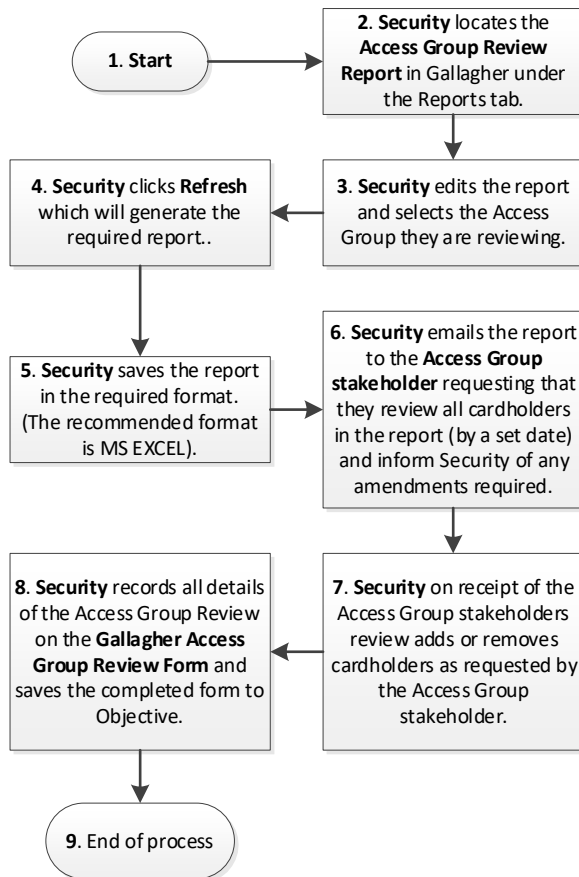 1. Start
2. Security locates the
Access Group Review
Report in Gallagher under
the Reports tab.
3. Security edits the report
and selects the Access
Group they are reviewing.
4. Security clicks Refresh
which will generate the
required report..
5. Security saves the report
in the required format.
(The recommended format
is MS EXCEL).
6. Security emails the report
to the Access Group
stakeholder requesting that
they review all cardholders
in the report (by a set date)
and inform Security of any
amendments required.
7. Security on receipt of the
Access Group stakeholders
review adds or removes
cardholders as requested by
the Access Group
stakeholder.
8. Security records all details
of the Access Group Review
on the Gallagher Access
Group Review Form and
saves the completed form to
Objective.
9. End of process